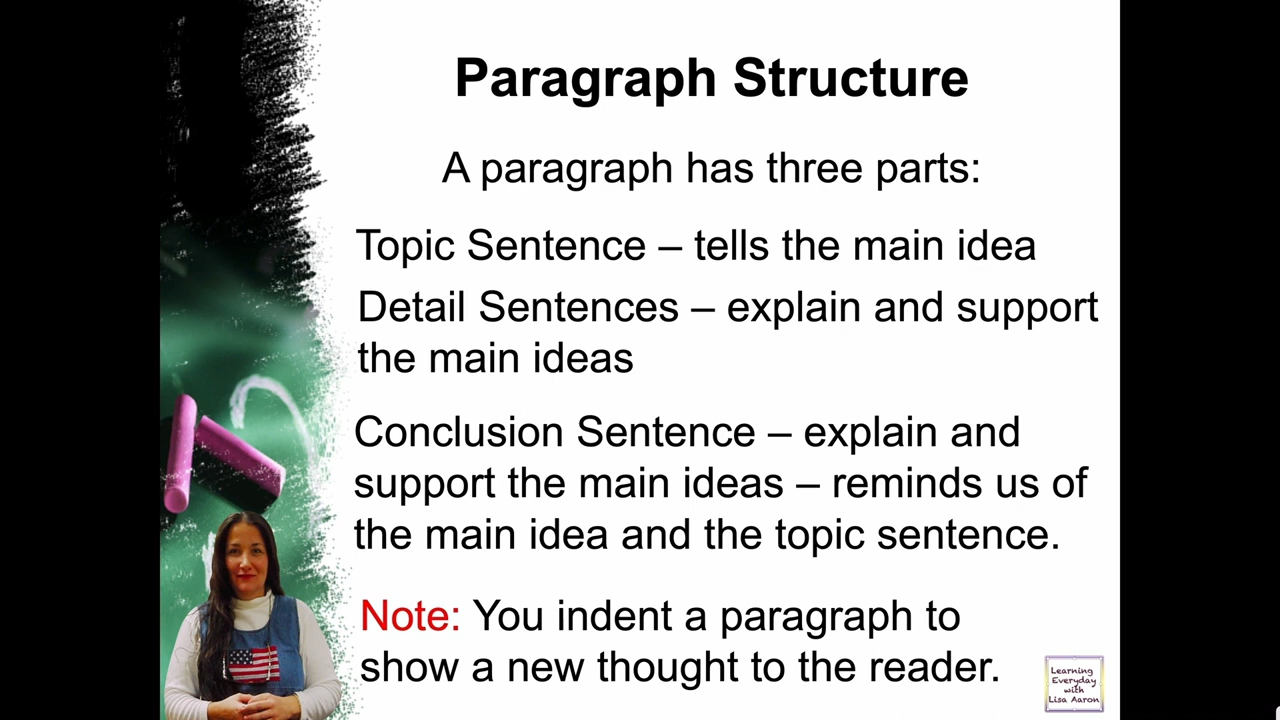 Paragraph Structure
A paragraph has three parts:
Topic Sentence – tells the main idea
Detail Sentences – explain and support
the main ideas
Conclusion Sentence – explain and
support the main ideas – reminds us of
the main idea and the topic sentence.
Note: You indent a paragraph to
show a new thought to the reader.
Learning
Everyday
with
Lisa Aaron